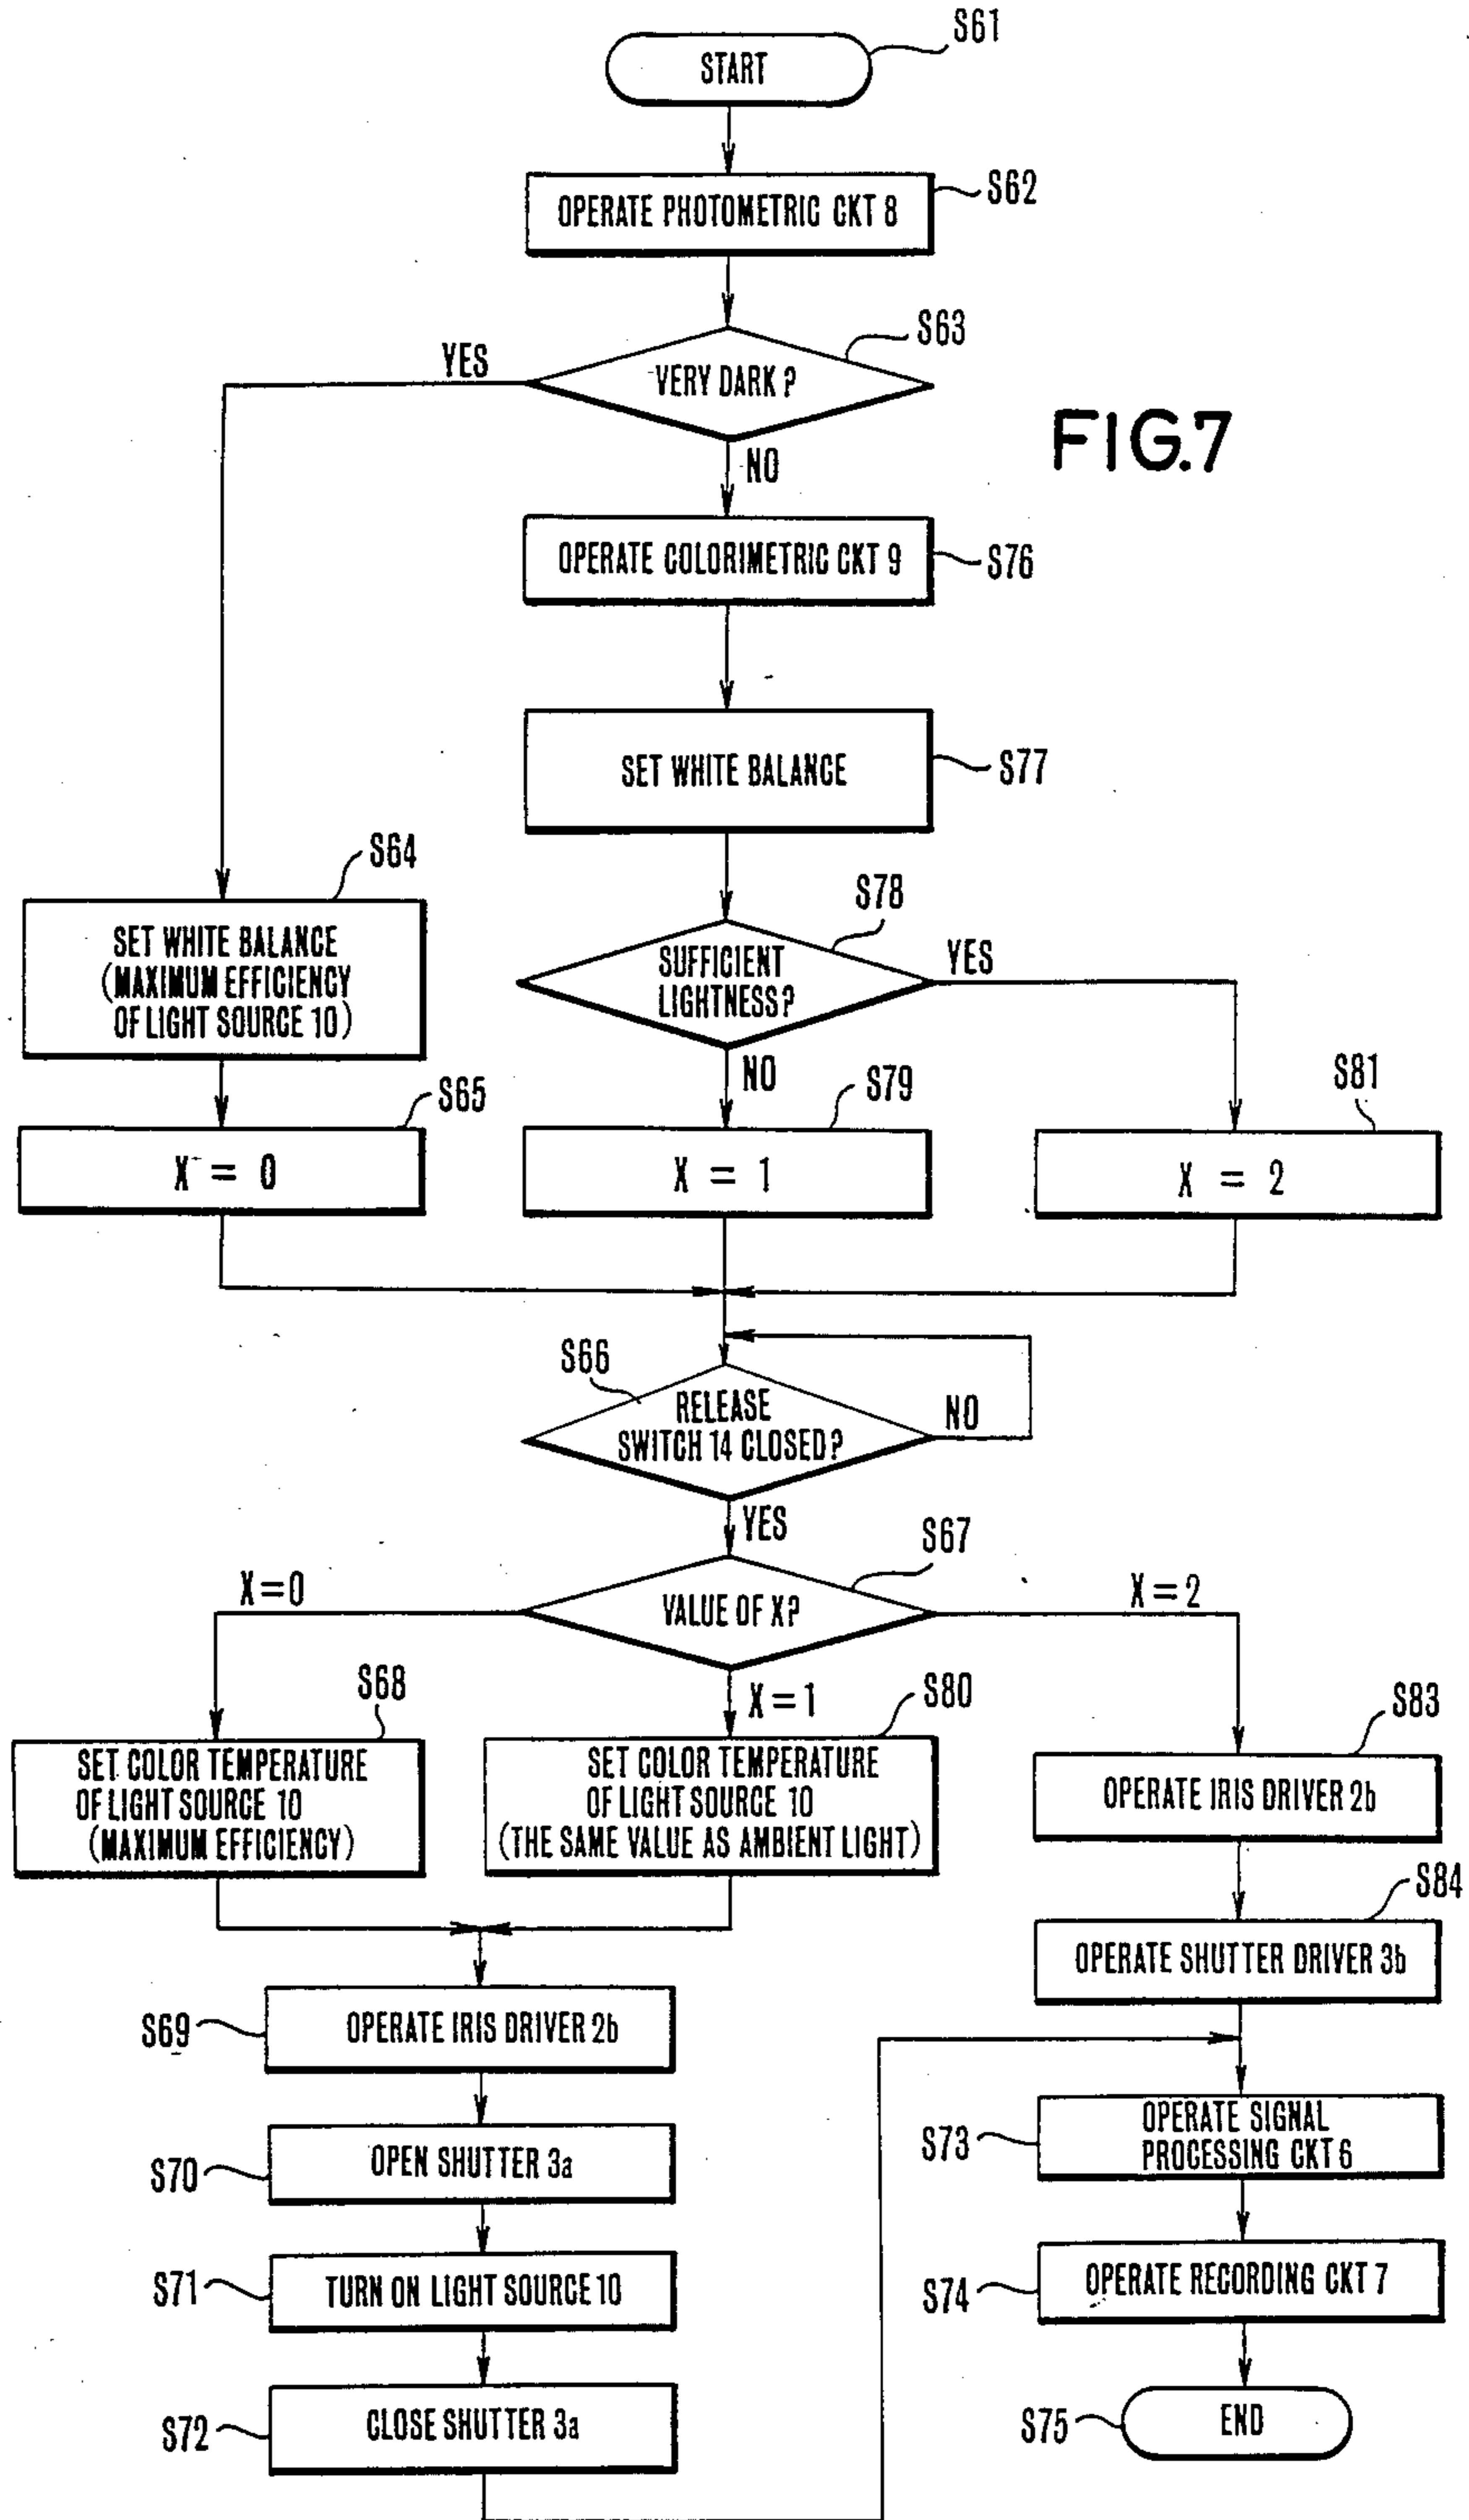 S61
START
S62
OPERATE PHOTOMETRIC CKT 8
S63
YES
VERY DARK ?
FIG.7
NO
OPERATE COLORIMETRIC CKT 9
S76
SET WHITE BALANCE
S77
S64
SET WHITE BALANCE
(MAXIMUM EFFICIENCY
OF LIGHT SOURCE 10)
S78
SUFFICIENT
LIGHTNESS?
YES
NO
S65
X = 0
S79
X = 1
S81
X = 2
S66
RELEASE
SWITCH 14 CLOSED?
NO
YES
S67
X=0
VALUE OF X?
X=2
X=1
S68
SET COLOR TEMPERATURE
OF LIGHT SOURCE 10
(MAXIMUM EFFICIENCY)
S80
SET COLOR TEMPERATURE
OF LIGHT SOURCE 10
(THE SAME VALUE AS AMBIENT LIGHT)
S83
OPERATE IRIS DRIVER 2b
S84
OPERATE SHUTTER DRIVER 3b
S69
OPERATE IRIS DRIVER 2b
S70
OPEN SHUTTER 3a
S71
TURN ON LIGHT SOURCE 10
S72
CLOSE SHUTTER 3a
S73
OPERATE SIGNAL
PROCESSING CKT 6
S74
OPERATE RECORDING CKT 7
S75
END